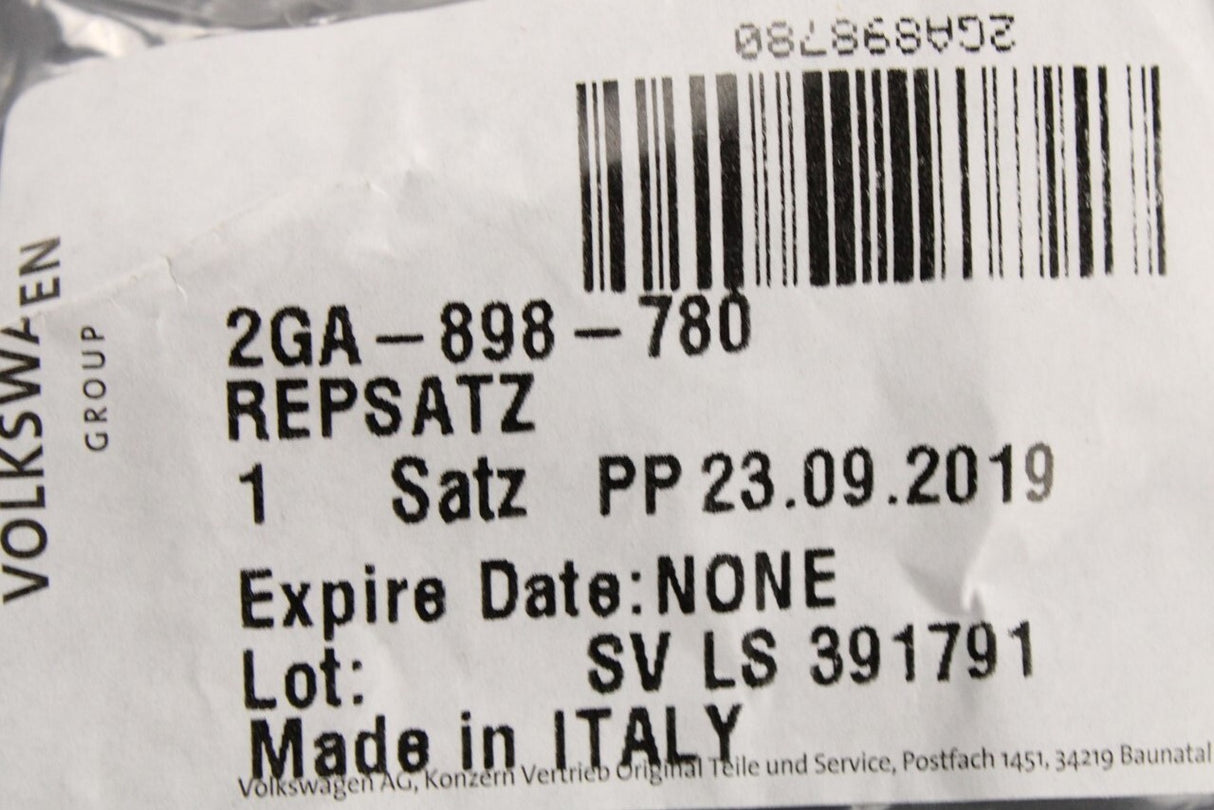 2GA898780
2GA-898-780
REPSATZ
1 Satz PP 23.09.2019
Expire Date:NONE
Lot: SV LS 391791
Made in ITALY
Volkswagen AG, Konzern Vertrieb Original Teile und Service, Postfach 1451, 34219 Baunatal
VOLKSWAEN
GROUP